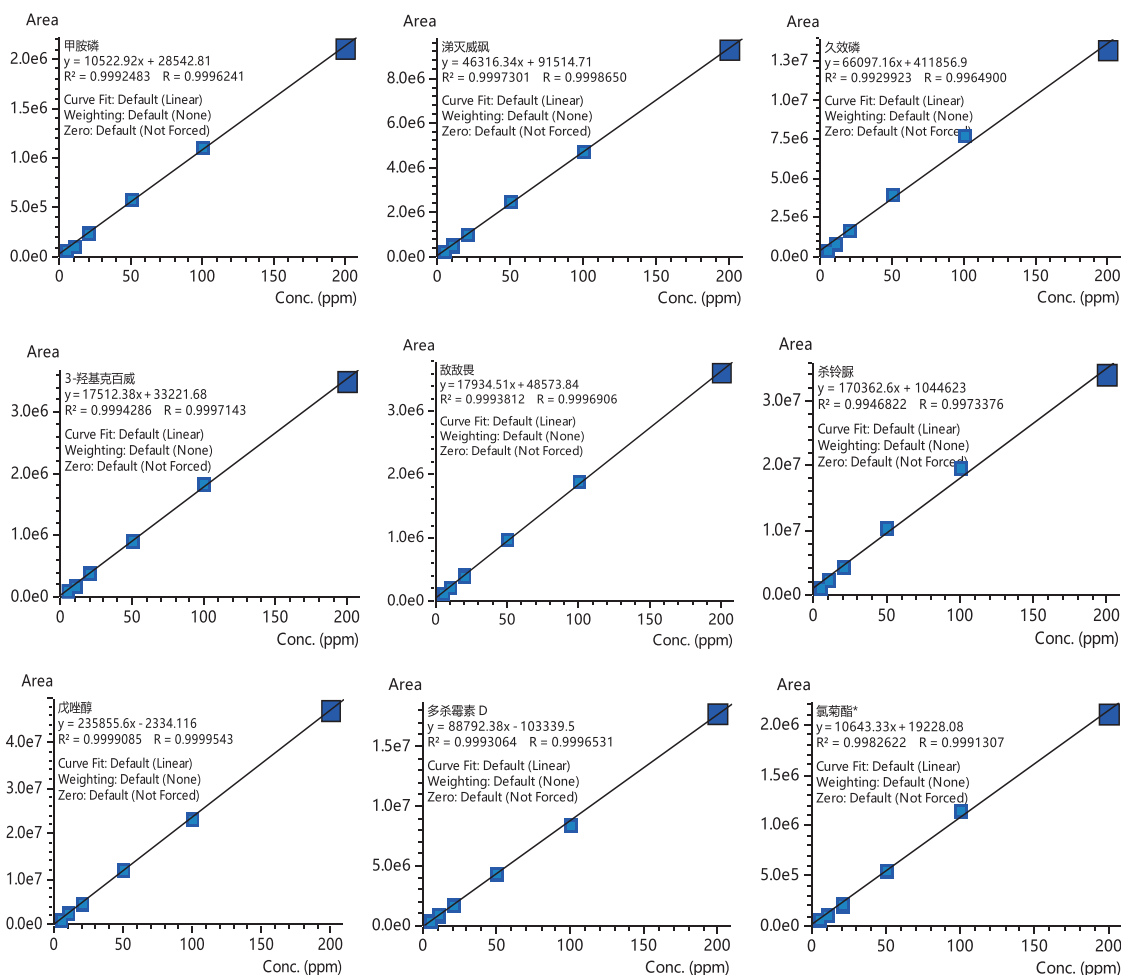 Area
甲胺磷
y = 10522.92x + 28542.81
R² = 0.9992483 R = 0.9996241
Curve Fit: Default (Linear)
Weighting: Default (None)
Zero: Default (Not Forced)
2.0e6
1.5e6
1.0e6
5.0e5
0.0e0
0 50 100 150 200
Conc. (ppm)
Area
涕灭威砜
y = 46316.34x + 91514.71
R² = 0.9997301 R = 0.9998650
Curve Fit: Default (Linear)
Weighting: Default (None)
Zero: Default (Not Forced)
8.0e6
6.0e6
4.0e6
2.0e6
0.0e0
0 50 100 150 200
Conc. (ppm)
Area
久效磷
y = 66097.16x + 411856.9
R² = 0.9929923 R = 0.9964900
Curve Fit: Default (Linear)
Weighting: Default (None)
Zero: Default (Not Forced)
1.3e7
1.0e7
7.5e6
5.0e6
2.5e6
0.0e0
0 50 100 150 200
Conc. (ppm)
Area
3-羟基克百威
y = 17512.38x + 33221.68
R² = 0.9994286 R = 0.9997143
Curve Fit: Default (Linear)
Weighting: Default (None)
Zero: Default (Not Forced)
3.0e6
2.0e6
1.0e6
0.0e0
0 50 100 150 200
Conc. (ppm)
Area
敌敌畏
y = 17934.51x + 48573.84
R² = 0.9993812 R = 0.9996906
Curve Fit: Default (Linear)
Weighting: Default (None)
Zero: Default (Not Forced)
3.0e6
2.0e6
1.0e6
0.0e0
0 50 100 150 200
Conc. (ppm)
Area
杀铃脲
y = 170362.6x + 1044623
R² = 0.9946822 R = 0.9973376
Curve Fit: Default (Linear)
Weighting: Default (None)
Zero: Default (Not Forced)
3.0e7
2.0e7
1.0e7
0.0e0
0 50 100 150 200
Conc. (ppm)
Area
戊唑醇
y = 235855.6x - 2334.116
R² = 0.9999085 R = 0.9999543
Curve Fit: Default (Linear)
Weighting: Default (None)
Zero: Default (Not Forced)
4.0e7
3.0e7
2.0e7
1.0e7
0.0e0
0 50 100 150 200
Conc. (ppm)
Area
多杀霉素 D
y = 88792.38x - 103339.5
R² = 0.9993064 R = 0.9996531
Curve Fit: Default (Linear)
Weighting: Default (None)
Zero: Default (Not Forced)
1.5e7
1.0e7
5.0e6
0.0e0
0 50 100 150 200
Conc. (ppm)
Area
氯菊酯*
y = 10643.33x + 19228.08
R² = 0.9982622 R = 0.9991307
Curve Fit: Default (Linear)
Weighting: Default (None)
Zero: Default (Not Forced)
2.0e6
1.5e6
1.0e6
5.0e5
0.0e0
0 50 100 150 200
Conc. (ppm)